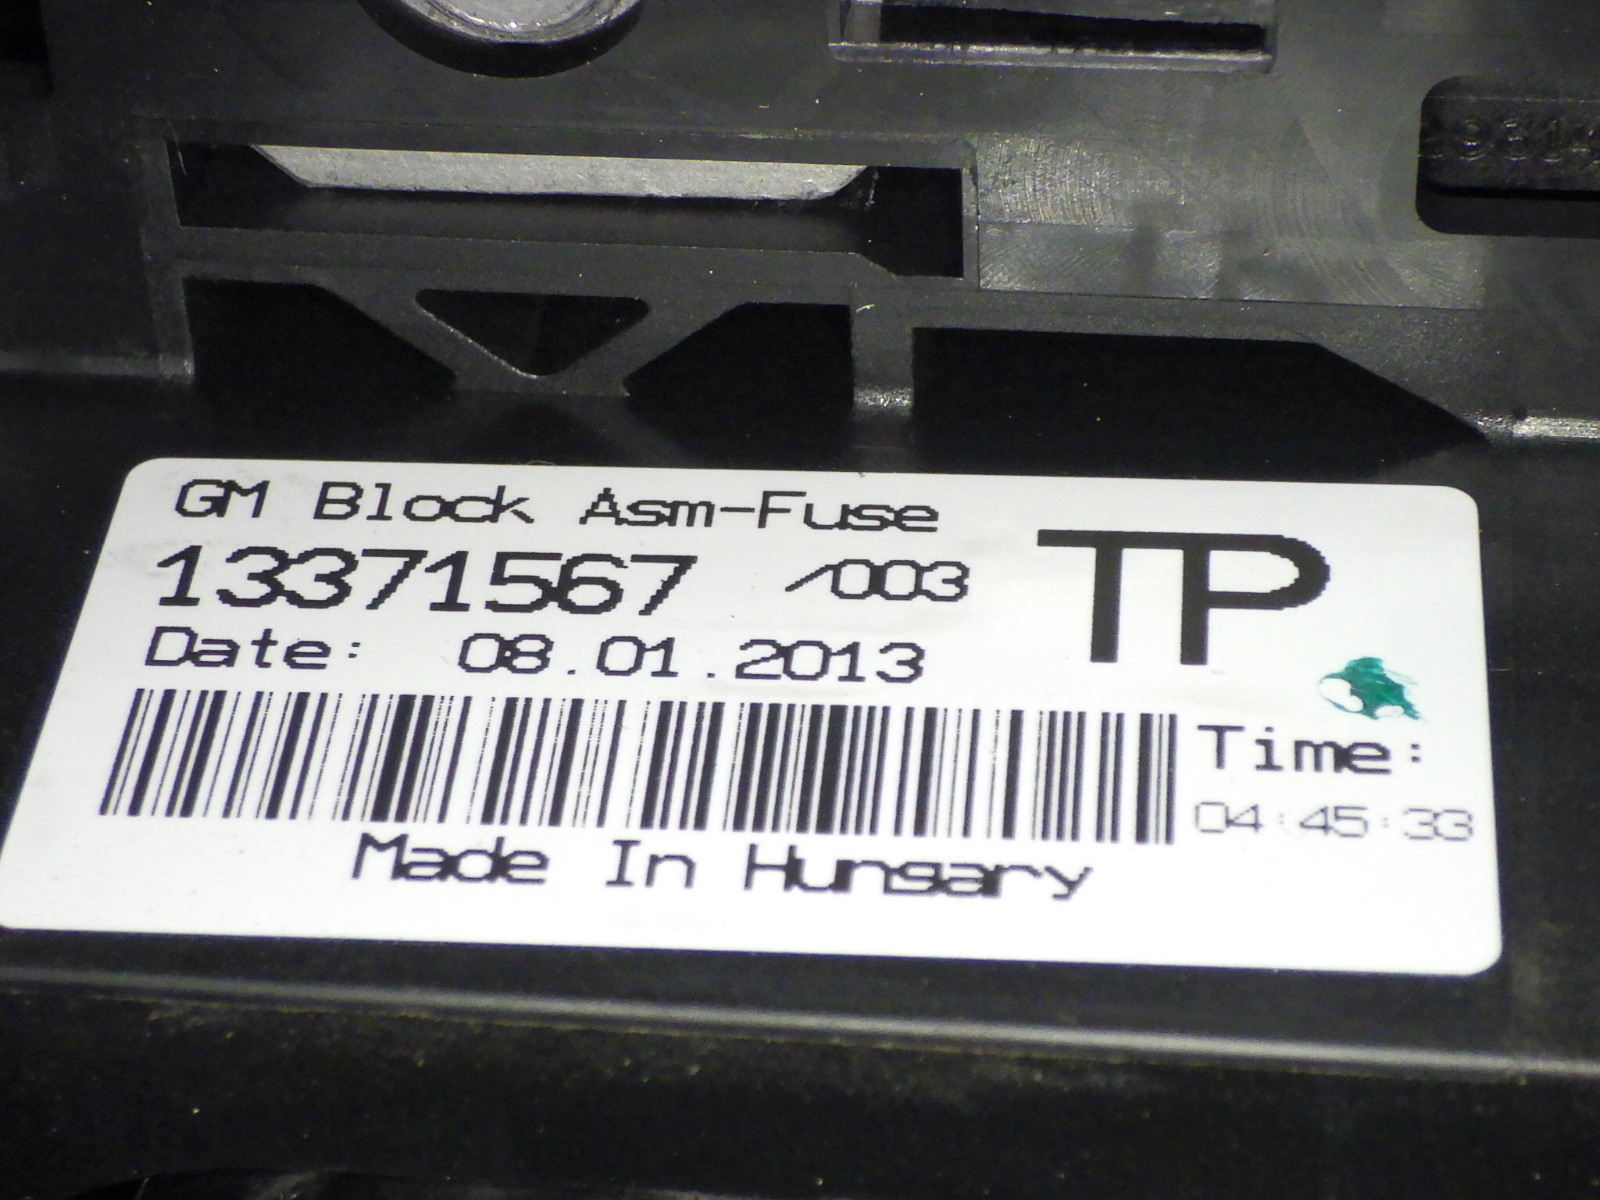 GM Block Asm-Fuse
13371567 /003
TP
Date: 08.01.2013
Time:
04:45:33
Made In Hungary